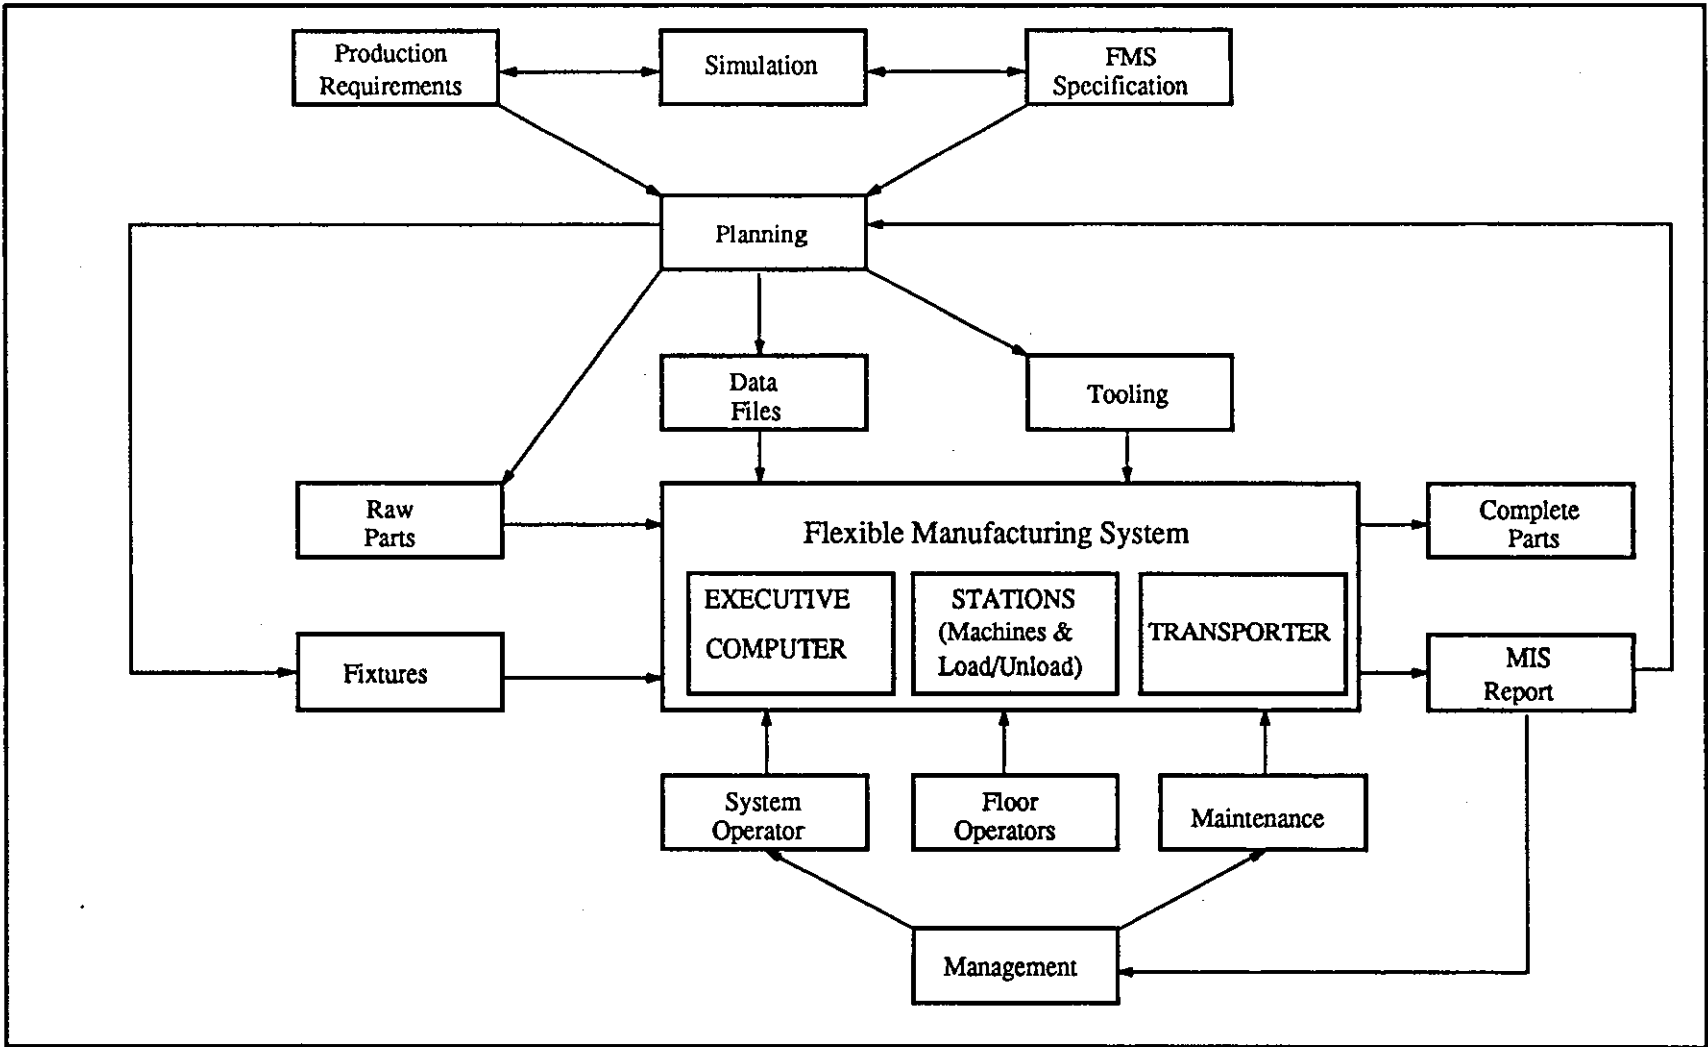 Production
Requirements
Simulation
FMS
Specification
Planning
Data
Files
Tooling
Raw
Parts
Flexible Manufacturing System
Complete
Parts
EXECUTIVE
COMPUTER
STATIONS
(Machines &
Load/Unload)
TRANSPORTER
Fixtures
MIS
Report
System
Operator
Floor
Operators
Maintenance
Management